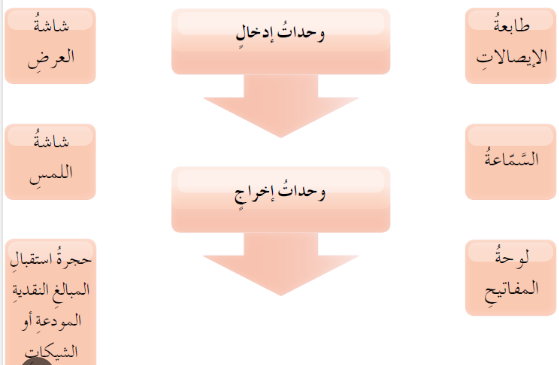 طابعةُ
الإيصالاتِ
وحداتُ إدخالٍ
شاشةُ
العرضِ
السَّمّاعةُ
وحداتُ إخراجٍ
شاشةُ
اللمسِ
لوحةُ
المفاتيحِ
حجرةُ استقبالِ
المبالغِ النقديةِ
المودعةِ أو
الشيكاتِ